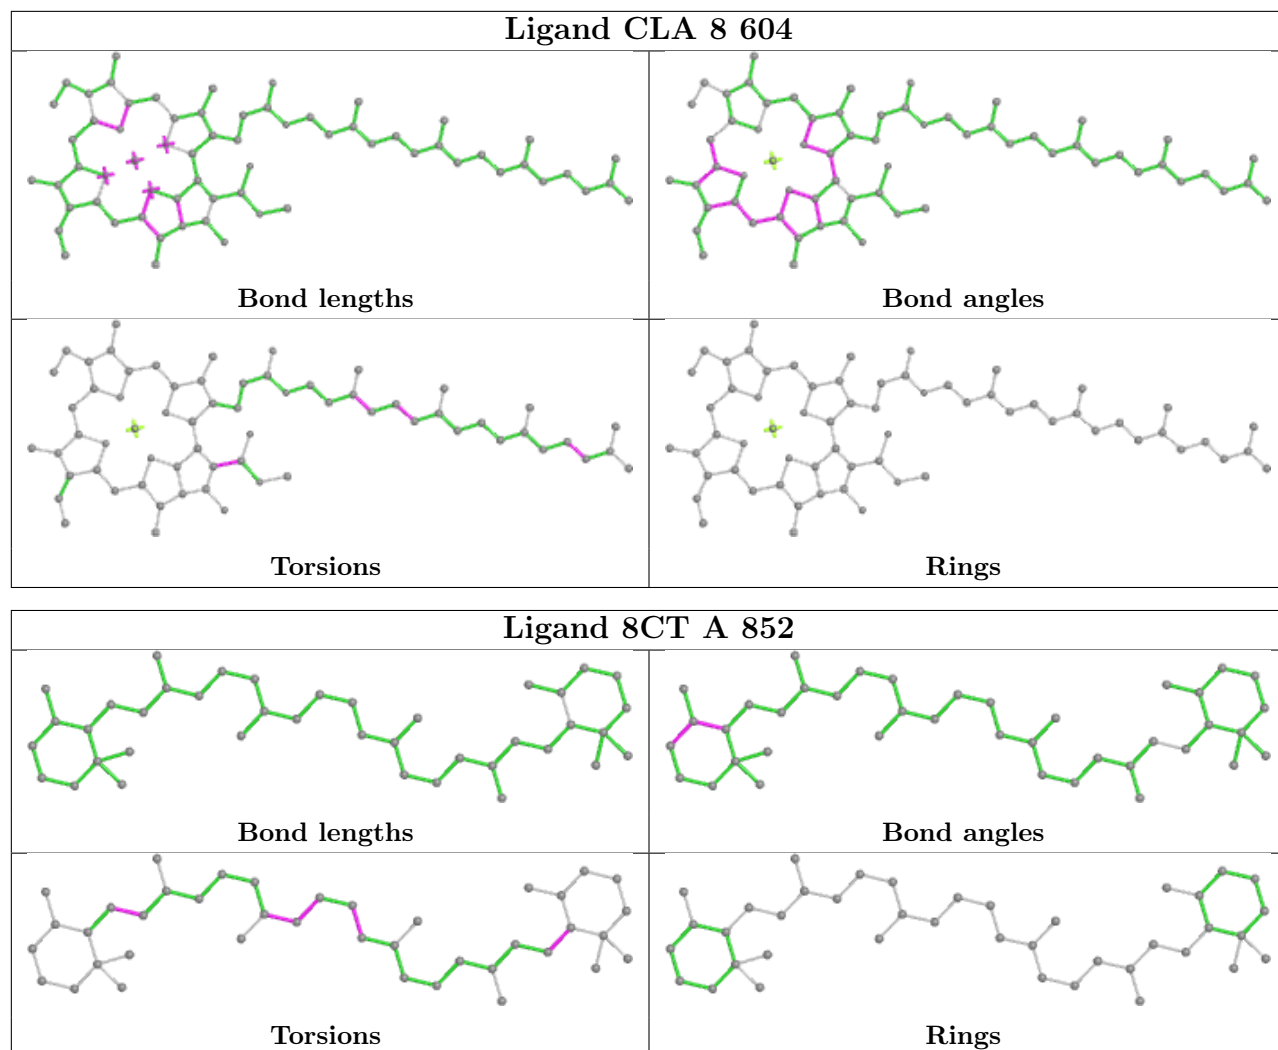 Ligand CLA 8 604
Bond lengths
Bond angles
Torsions
Rings
Ligand 8CT A 852
Bond lengths
Bond angles
Torsions
Rings